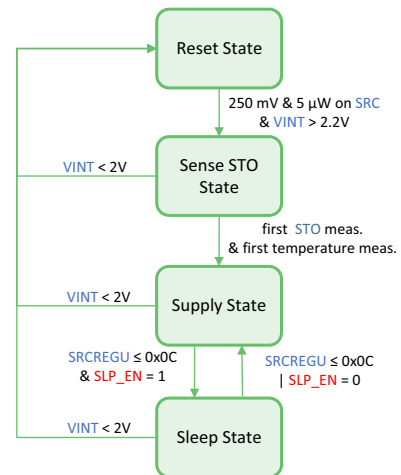 Reset State
250 mV & 5 µW on SRC
& VINT > 2.2V
VINT < 2V
Sense STO
State
first STO meas.
& first temperature meas.
VINT < 2V
Supply State
SRCREGU ≤ 0x0C
& SLP_EN = 1
SRCREGU ≤ 0x0C
| SLP_EN = 0
VINT < 2V
Sleep State